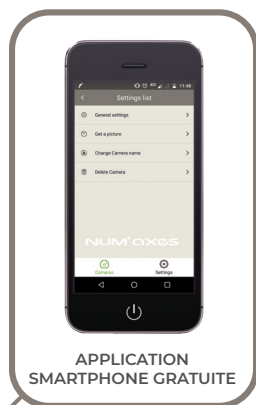 4G 11:48
Settings list
General settings
Get a picture
Change Camera name
Delete Camera
NUM'axes
Cameras Settings
APPLICATION
SMARTPHONE GRATUITE